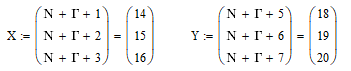 X := (N + Γ + 1
N + Γ + 2
N + Γ + 3) = (14
15
16)
Y := (N + Γ + 5
N + Γ + 6
N + Γ + 7) = (18
19
20)